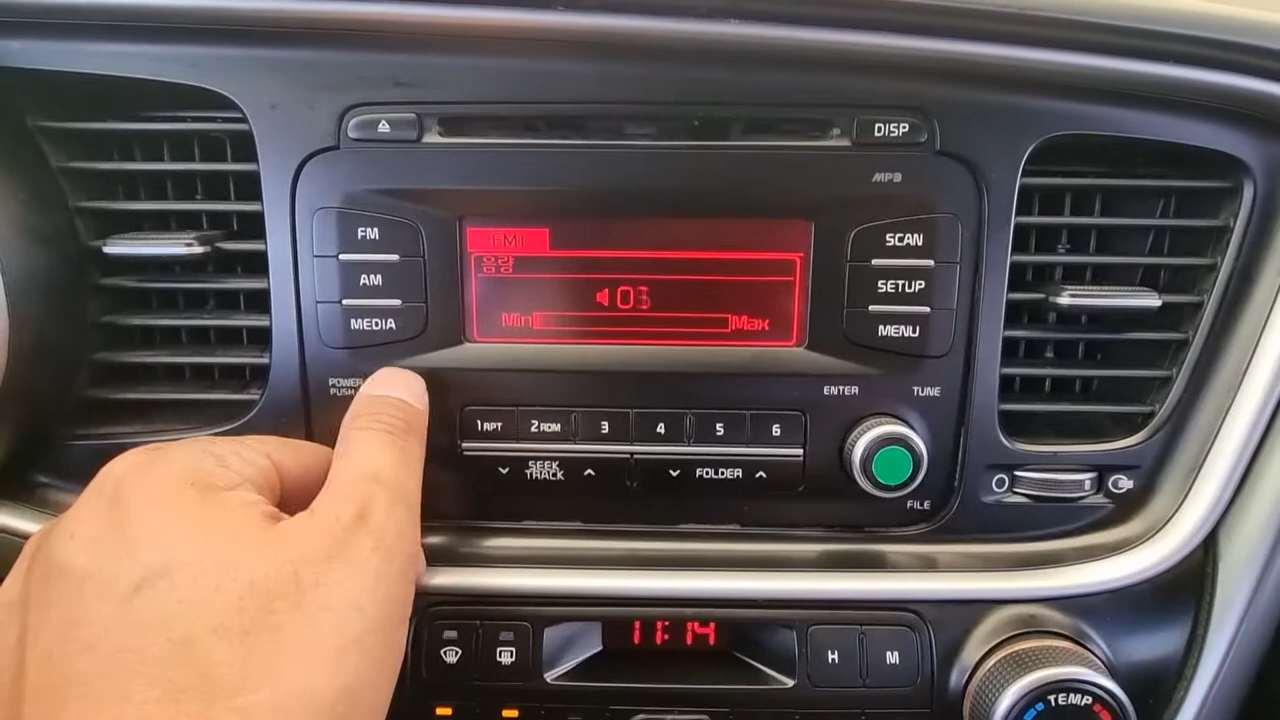 DISP
MP3
FM
AM
MEDIA
FM1
음량
Min
Max
SCAN
SETUP
MENU
POWER
PUSH
1 RPT
2 RDM
3
4
5
6
SEEK
TRACK
FOLDER
ENTER
TUNE
FILE
11:14
H
M
TEMP